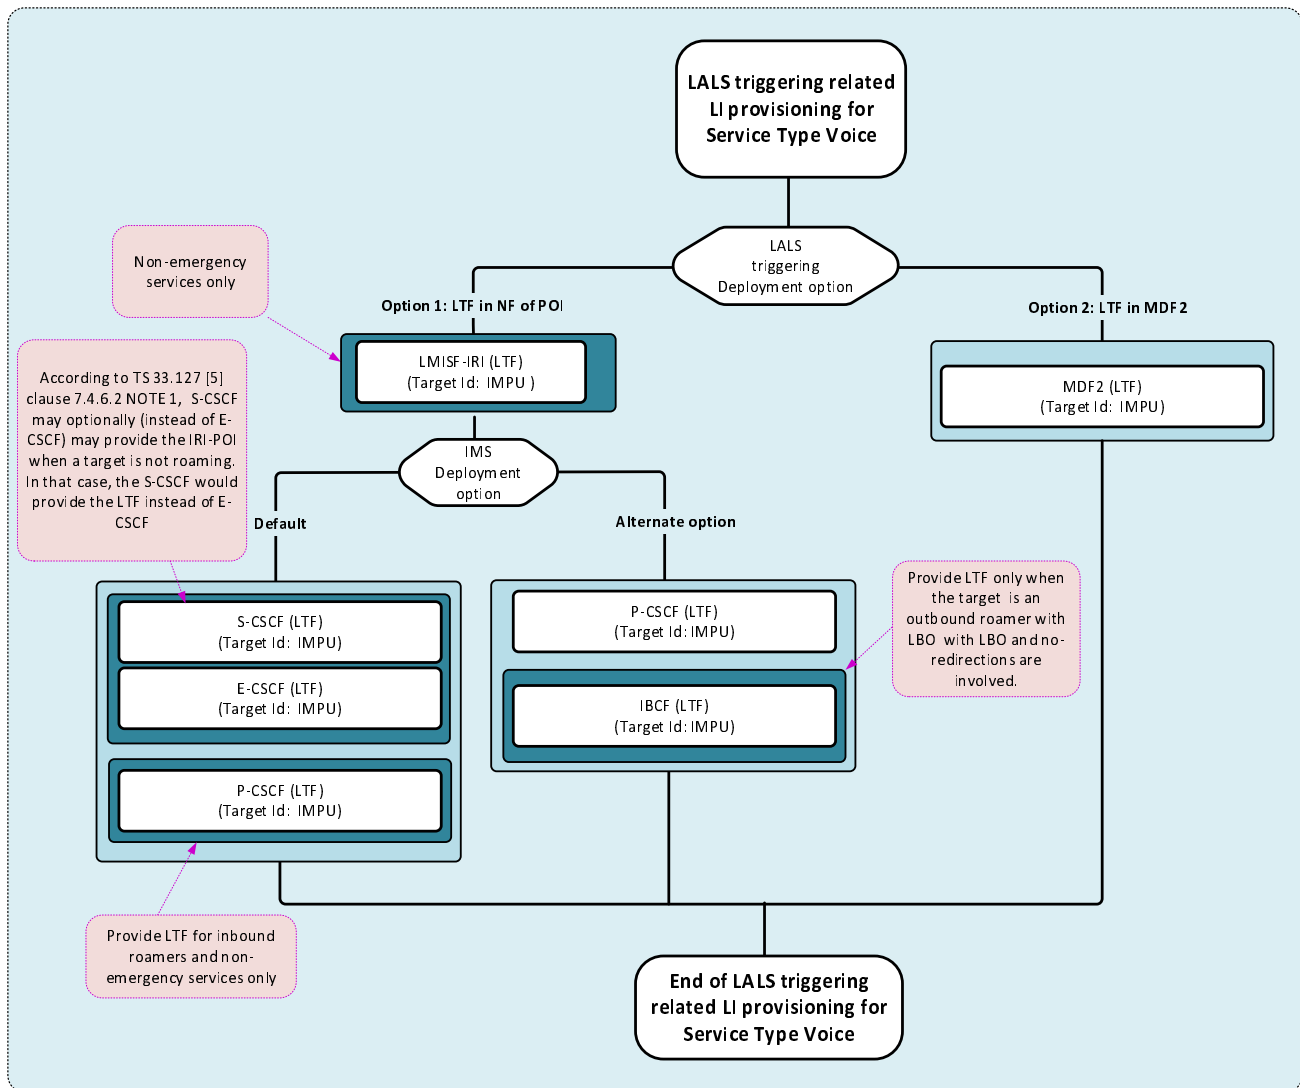 LALS triggering related
LI provisioning for
Service Type Voice
LALS
triggering
Deployment option
Non-emergency
services only
Option 1: LTF in NF of POI
Option 2: LTF in MDF2
LMISF-IRI (LTF)
(Target Id: IMPU )
MDF2 (LTF)
(Target Id: IMPU)
According to TS 33.127 [5]
clause 7.4.6.2 NOTE 1, S-CSCF
may optionally (instead of E-
CSCF) may provide the IRI-POI
when a target is not roaming.
In that case, the S-CSCF would
provide the LTF instead of E-
CSCF
IMS
Deployment
option
Default
Alternate option
S-CSCF (LTF)
(Target Id: IMPU)
E-CSCF (LTF)
(Target Id: IMPU)
P-CSCF (LTF)
(Target Id: IMPU)
P-CSCF (LTF)
(Target Id: IMPU)
IBCF (LTF)
(Target Id: IMPU)
Provide LTF only when
the target is an
outbound roamer with
LBO with LBO and no-
redirections are
involved.
Provide LTF for inbound
roamers and non-
emergency services only
End of LALS triggering
related LI provisioning for
Service Type Voice